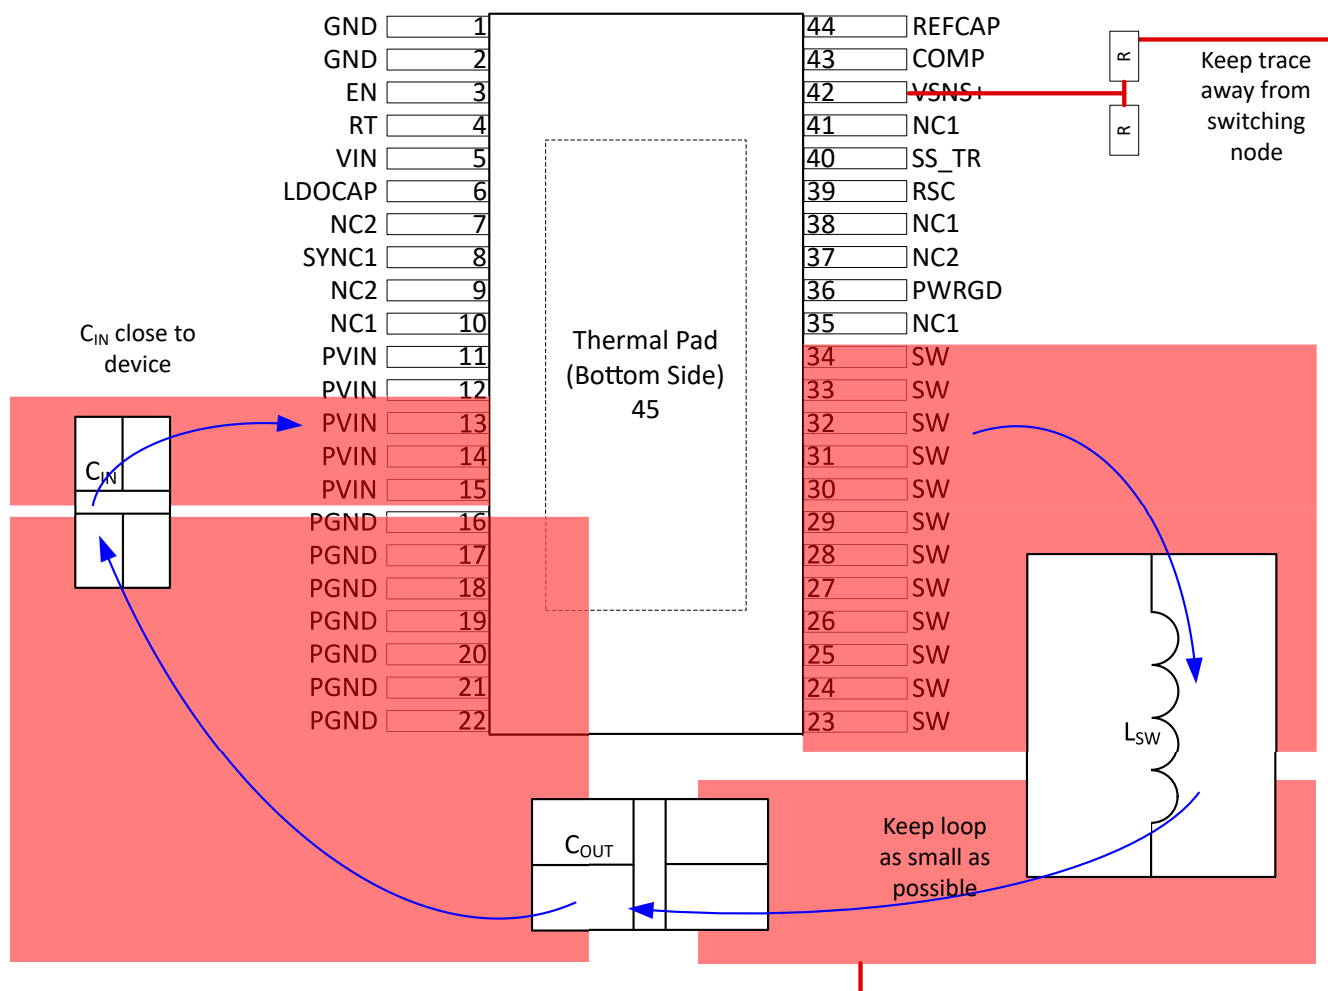 GND 1
GND 2
EN 3
RT 4
VIN 5
LDOCAP 6
NC2 7
SYNC1 8
NC2 9
NC1 10
PVIN 11
PVIN 12
PVIN 13
PVIN 14
PVIN 15
PGND 16
PGND 17
PGND 18
PGND 19
PGND 20
PGND 21
PGND 22
44 REFCAP
43 COMP
42 VSNS+
41 NC1
40 SS_TR
39 RSC
38 NC1
37 NC2
36 PWRGD
35 NC1
34 SW
33 SW
32 SW
31 SW
30 SW
29 SW
28 SW
27 SW
26 SW
25 SW
24 SW
23 SW
Thermal Pad
(Bottom Side)
45
R
R
Keep trace
away from
switching
node
CIN close to
device
CIN
LSW
COUT
Keep loop
as small as
possible